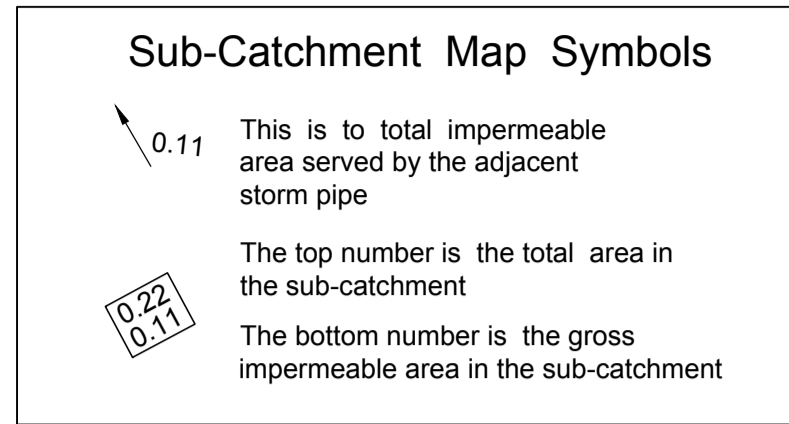 Sub-Catchment Map Symbols
0.11
This is to total impermeable
area served by the adjacent
storm pipe
0.22
0.11
The top number is the total area in
the sub-catchment
The bottom number is the gross
impermeable area in the sub-catchment